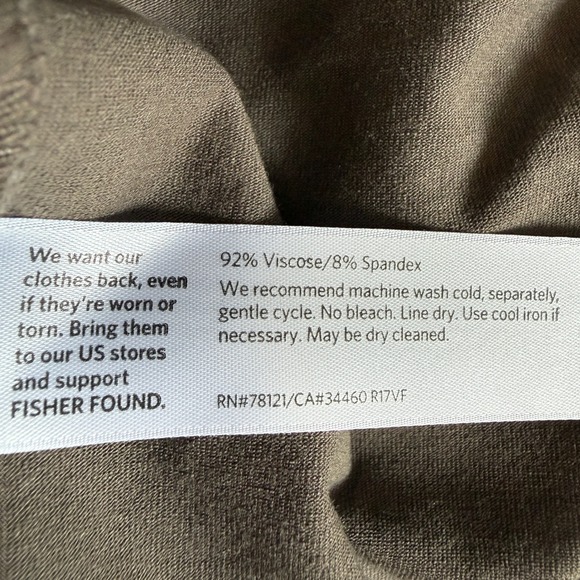 We want our
clothes back, even
if they're worn or
torn. Bring them
to our US stores
and support
FISHER FOUND.
92% Viscose/8% Spandex
We recommend machine wash cold, separately,
gentle cycle. No bleach. Line dry. Use cool iron if
necessary. May be dry cleaned.
RN#78121/CA#34460 R17VF